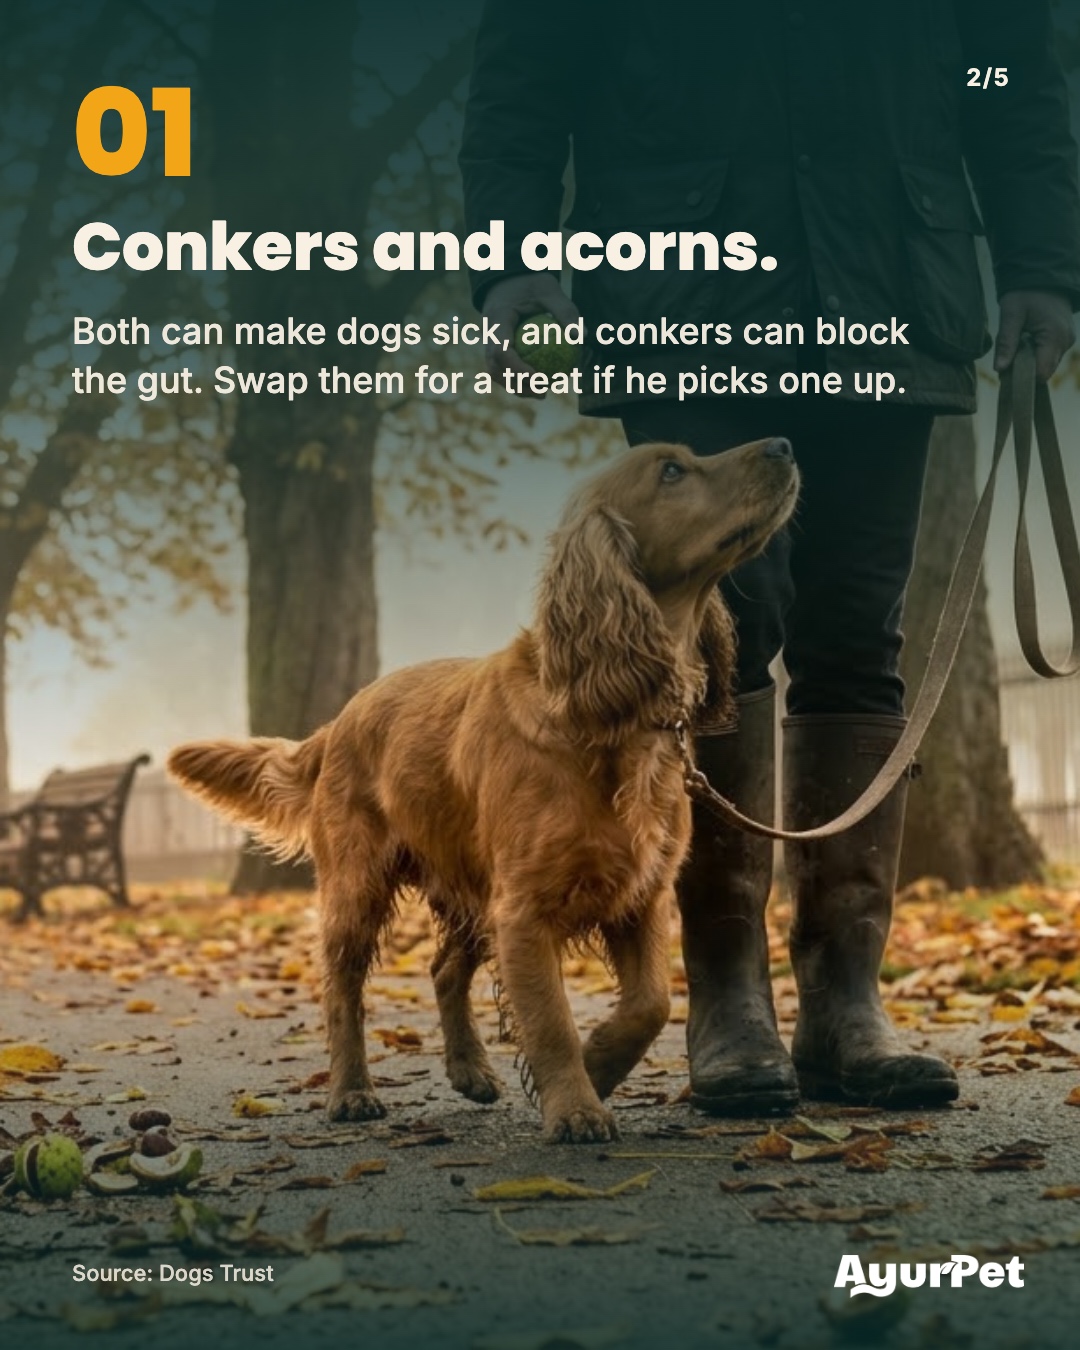 2/5
01
Conkers and acorns.
Both can make dogs sick, and conkers can block
the gut. Swap them for a treat if he picks one up.
Source: Dogs Trust
AyurPet